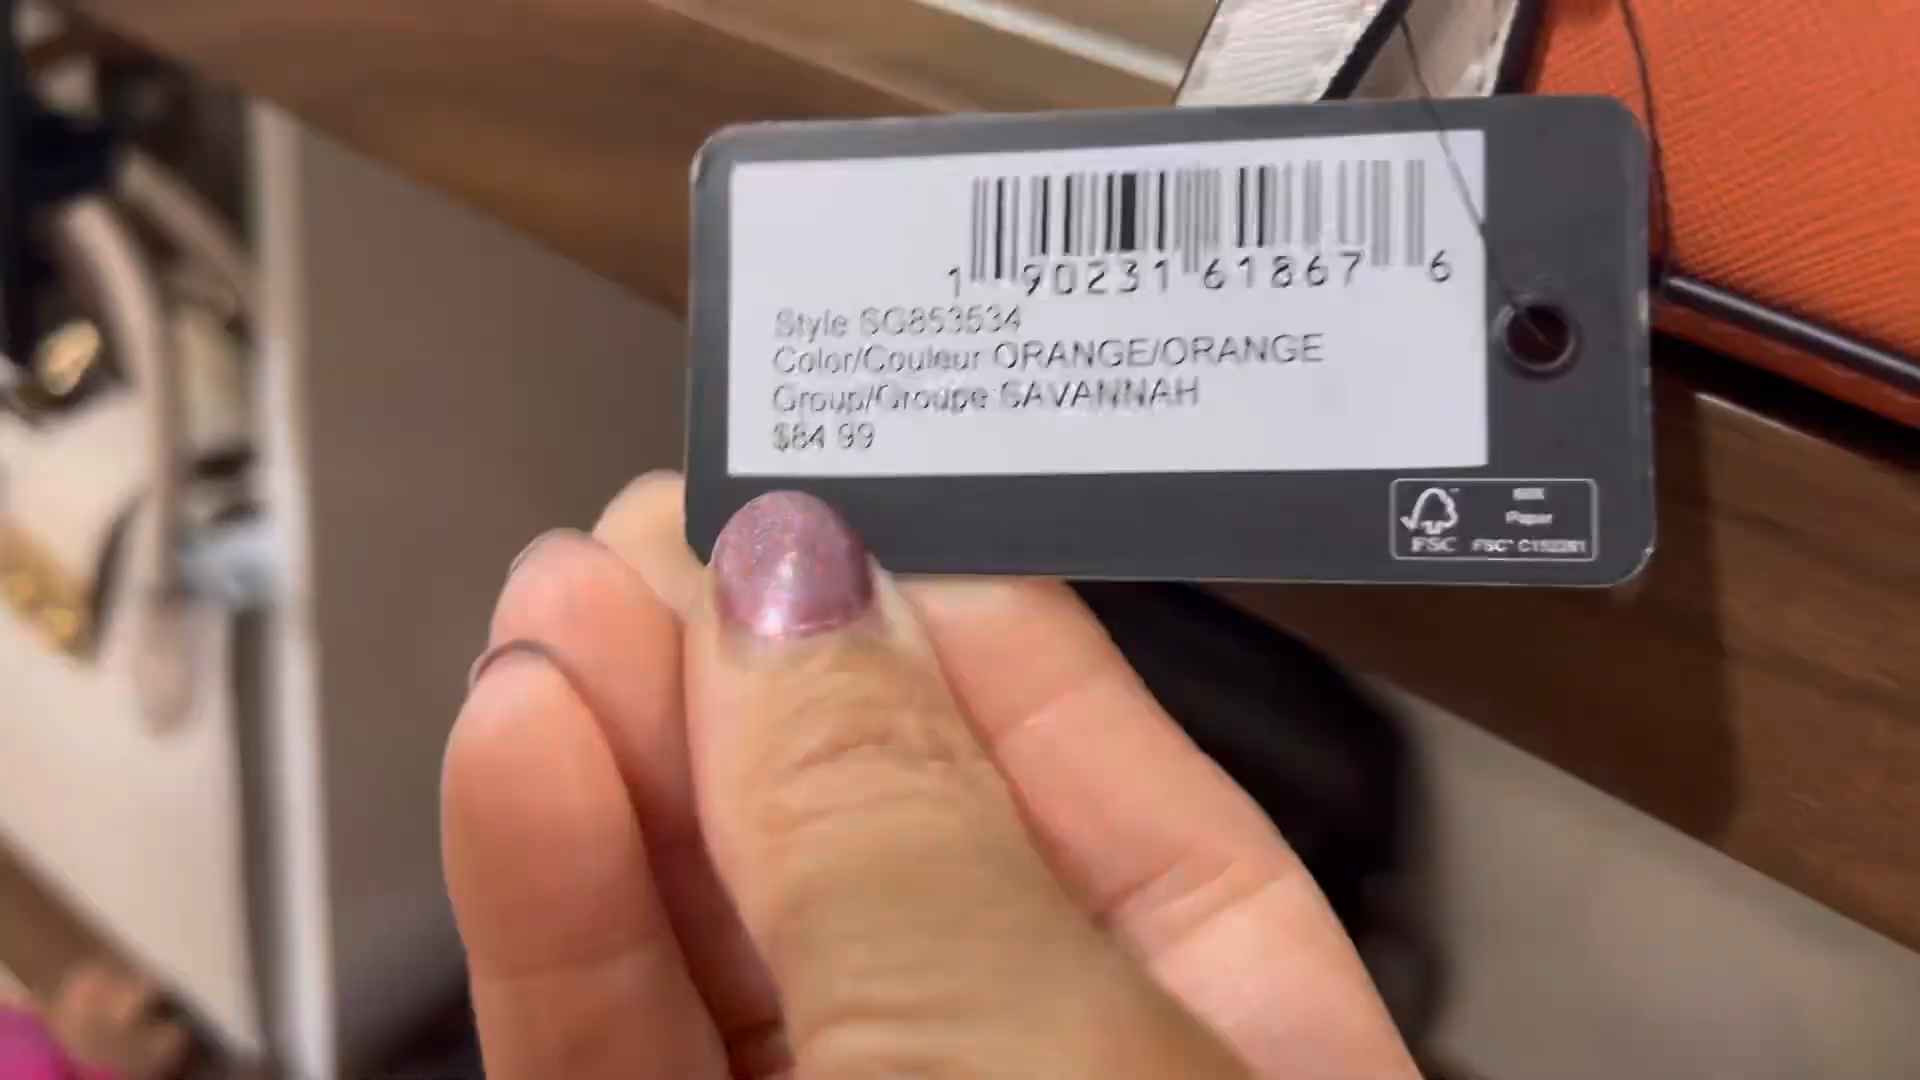 1 90231 61867 6
Style SG853534
Color/Couleur ORANGE/ORANGE
Group/Groupe SAVANNAH
$84.99
Paper
FSC